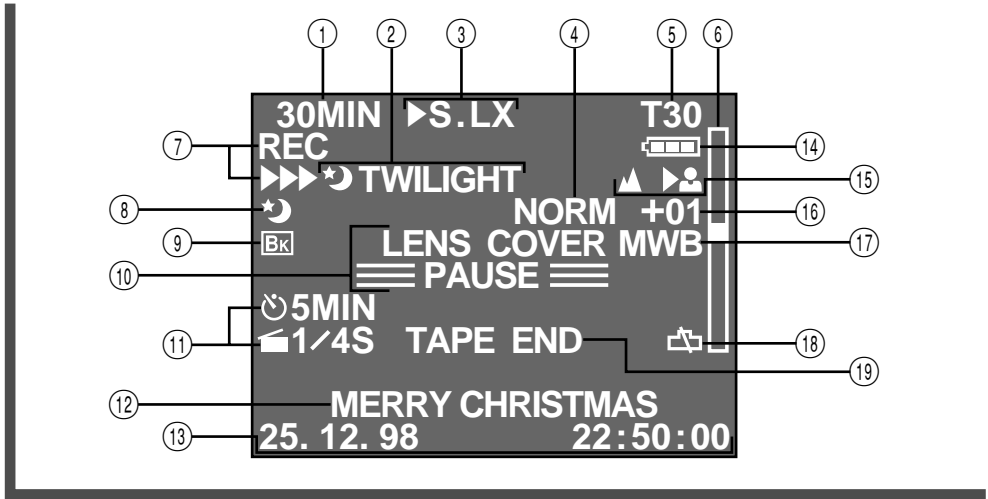 ① ② ③ ④ ⑤ ⑥
30MIN ▶S.LX T30
⑦ REC ⑭
▶▶▶ TWILIGHT ▶ ⑮
⑧ NORM +01 ⑯
⑨ BK LENS COVER MWB ⑰
⑩ PAUSE
5MIN
⑪ 1/4S TAPE END ⑱
⑲
⑫ MERRY CHRISTMAS
⑬ 25. 12. 98 22:50:00